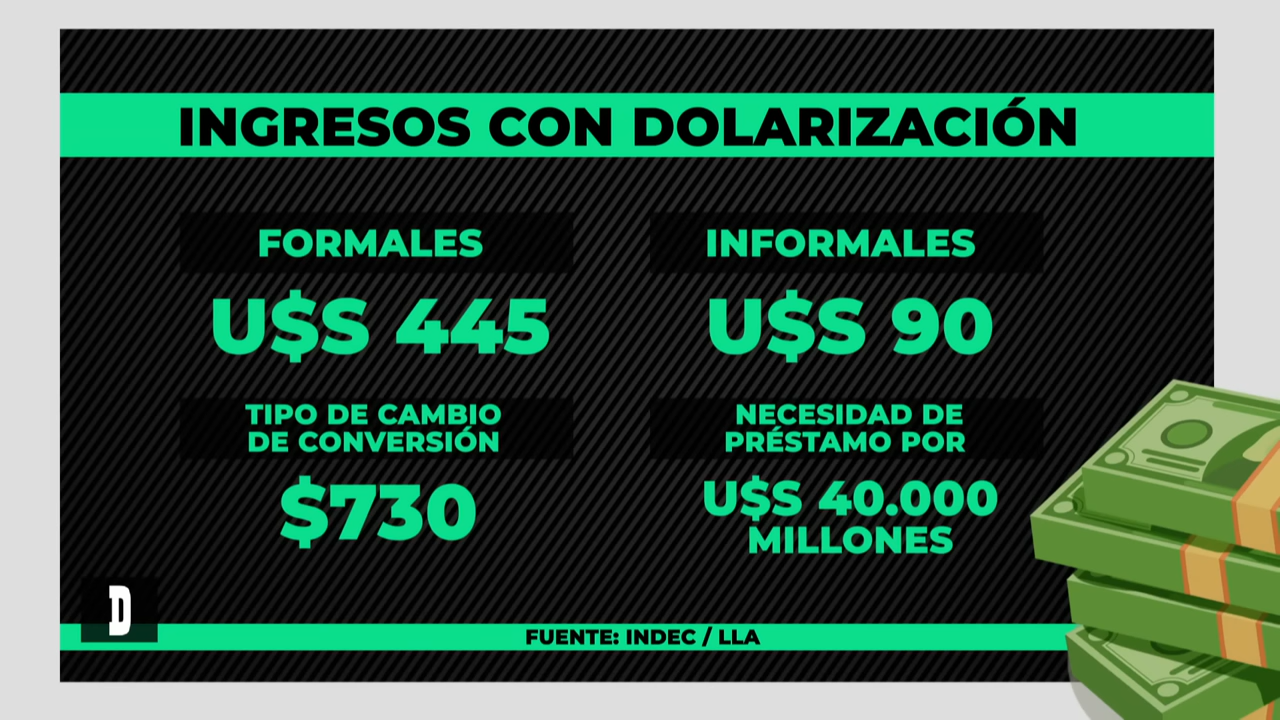 INGRESOS CON DOLARIZACIÓN
FORMALES
U$S 445
INFORMALES
U$S 90
TIPO DE CAMBIO
DE CONVERSIÓN
$730
NECESIDAD DE
PRÉSTAMO POR
U$S 40.000
MILLONES
D
FUENTE: INDEC / LLA